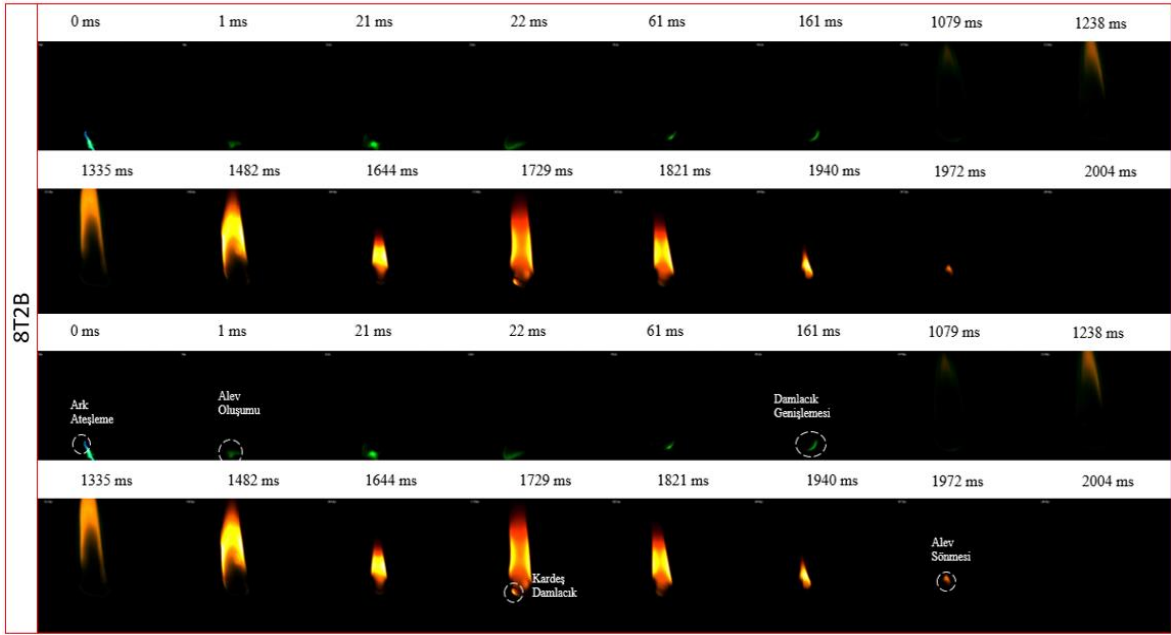 8T2B
0 ms 1 ms 21 ms 22 ms 61 ms 161 ms 1079 ms 1238 ms
1335 ms 1482 ms 1644 ms 1729 ms 1821 ms 1940 ms 1972 ms 2004 ms
0 ms 1 ms 21 ms 22 ms 61 ms 161 ms 1079 ms 1238 ms
Ark
Ateşleme
Alev
Oluşumu
Damlacık
Genişlemesi
1335 ms 1482 ms 1644 ms 1729 ms 1821 ms 1940 ms 1972 ms 2004 ms
Kardeş
Damlacık
Alev
Sönmesi